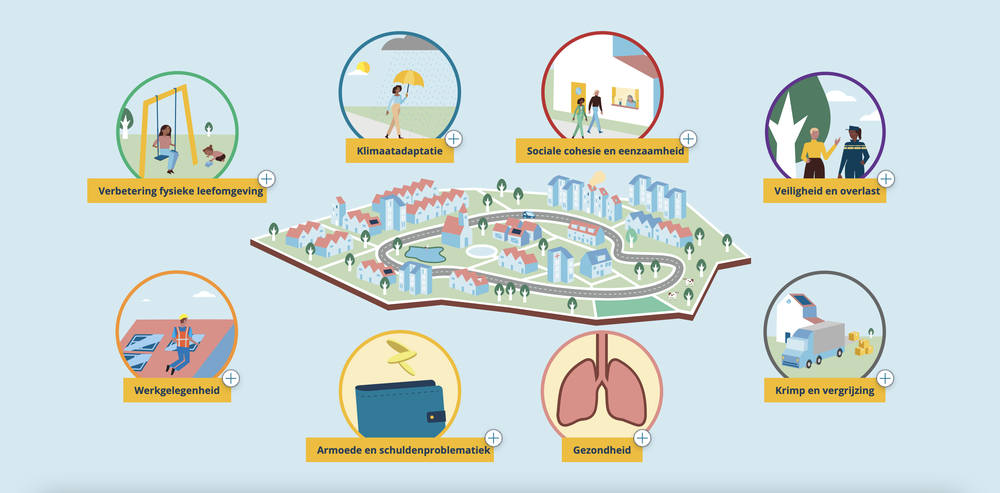 Klimaatadaptatie
Sociale cohesie en eenzaamheid
Verbetering fysieke leefomgeving
Veiligheid en overlast
Werkgelegenheid
Krimp en vergrijzing
Armoede en schuldenproblematiek
Gezondheid